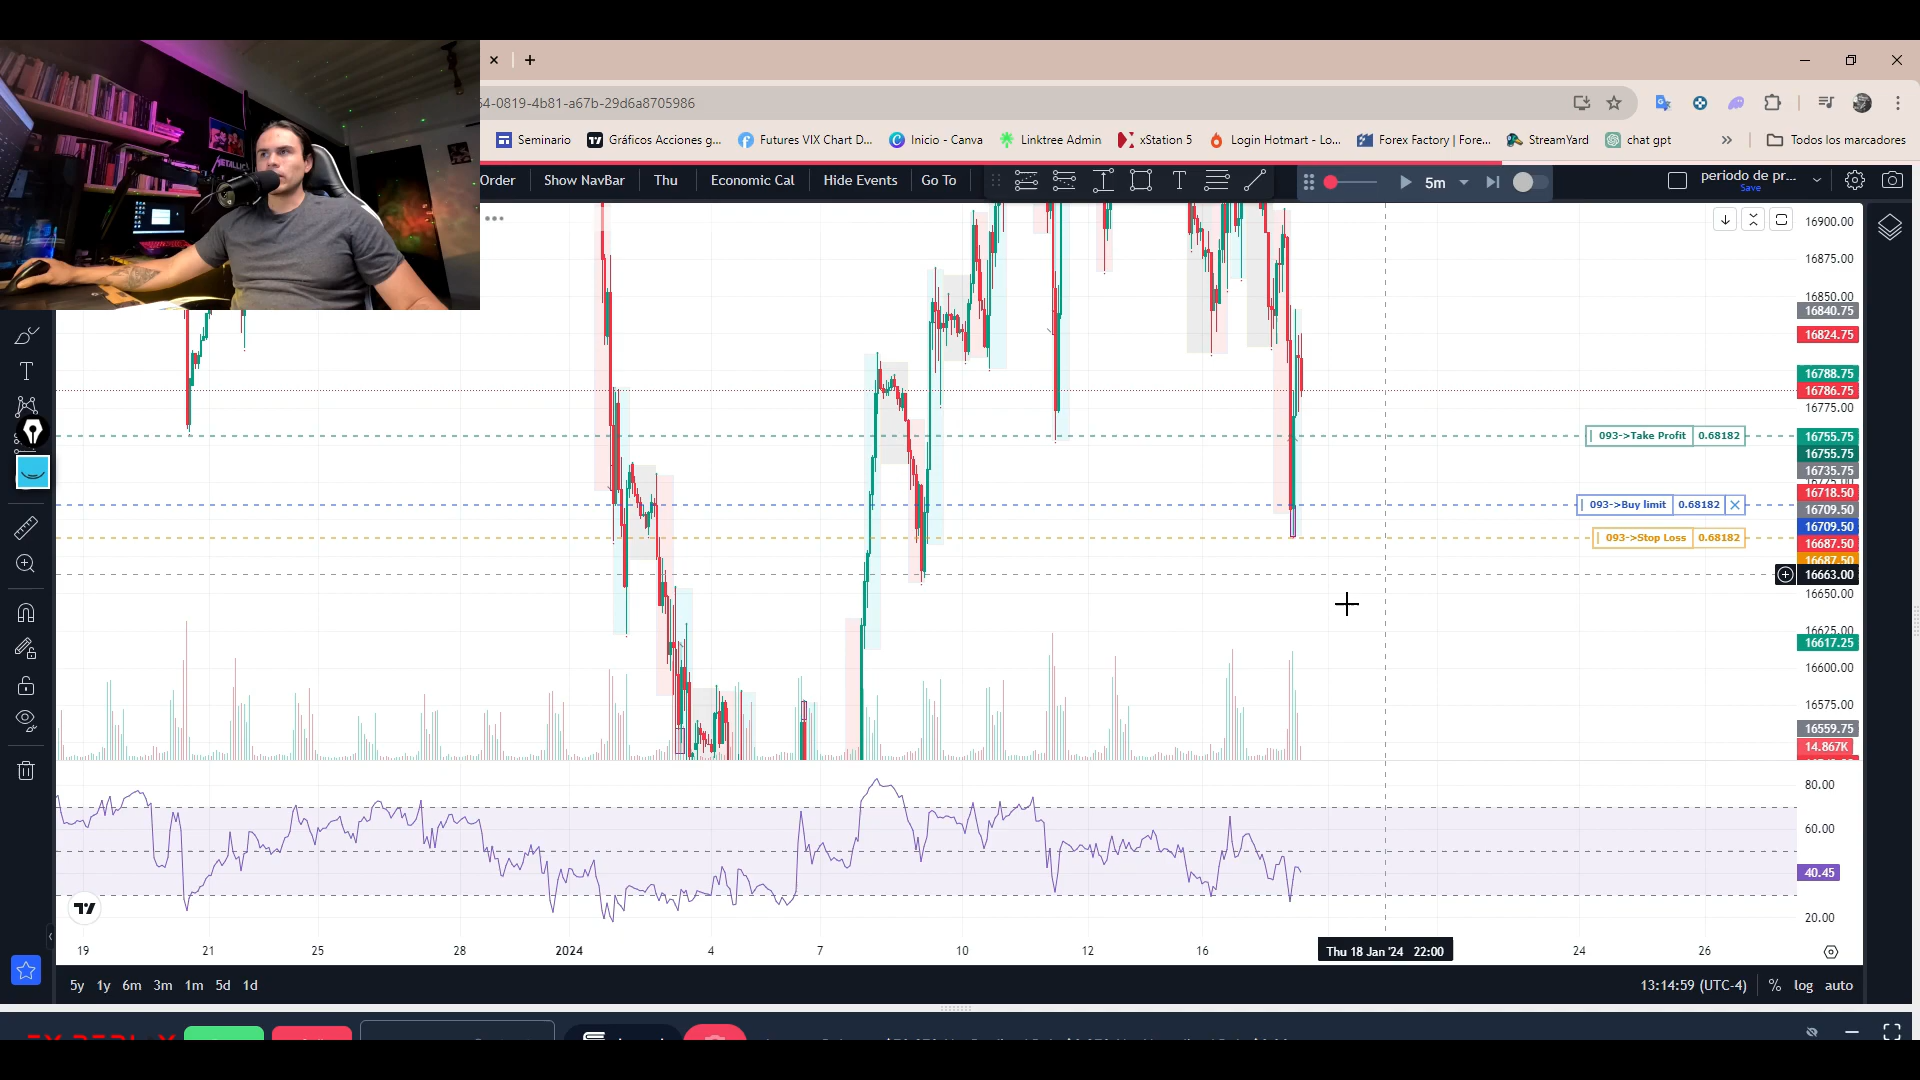 64-0819-4b81-a67b-29d6a8705986
Seminario
Gráficos Acciones g...
Futures VIX Chart D...
Inicio - Canva
Linktree Admin
xStation 5
Login Hotmart - Lo...
Forex Factory | Fore...
StreamYard
chat gpt
Todos los marcadores
Order
Show NavBar
Thu
Economic Cal
Hide Events
Go To
5m
periodo de pr...
Save
METALLICA
16900.00
16875.00
16850.00
16840.75
16824.75
16788.75
16786.75
16775.00
093->Take Profit 0.68182
16755.75
16755.75
16735.75
16725.00
16718.50
093->Buy limit 0.68182
16709.50
16709.50
093->Stop Loss 0.68182
16687.50
16687.50
16663.00
16650.00
16625.00
16617.25
16600.00
16575.00
16559.75
14.867K
80.00
60.00
40.45
20.00
19
21
25
28
2024
4
7
10
12
16
Thu 18 Jan '24 22:00
24
26
5y
1y
6m
3m
1m
5d
1d
13:14:59 (UTC-4)
%
log
auto